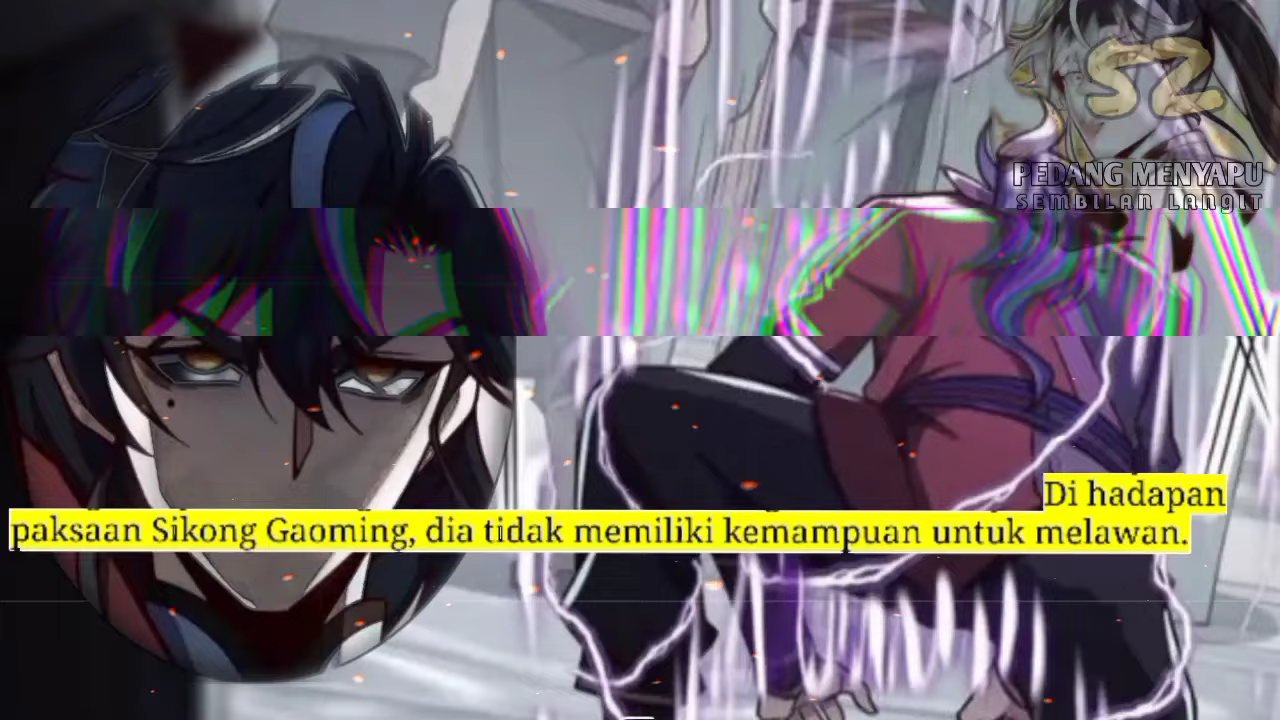 SZ
PEDANG MENYAPU
SEMBILAN LANGIT
Di hadapan
paksaan Sikong Gaoming, dia tidak memiliki kemampuan untuk melawan.